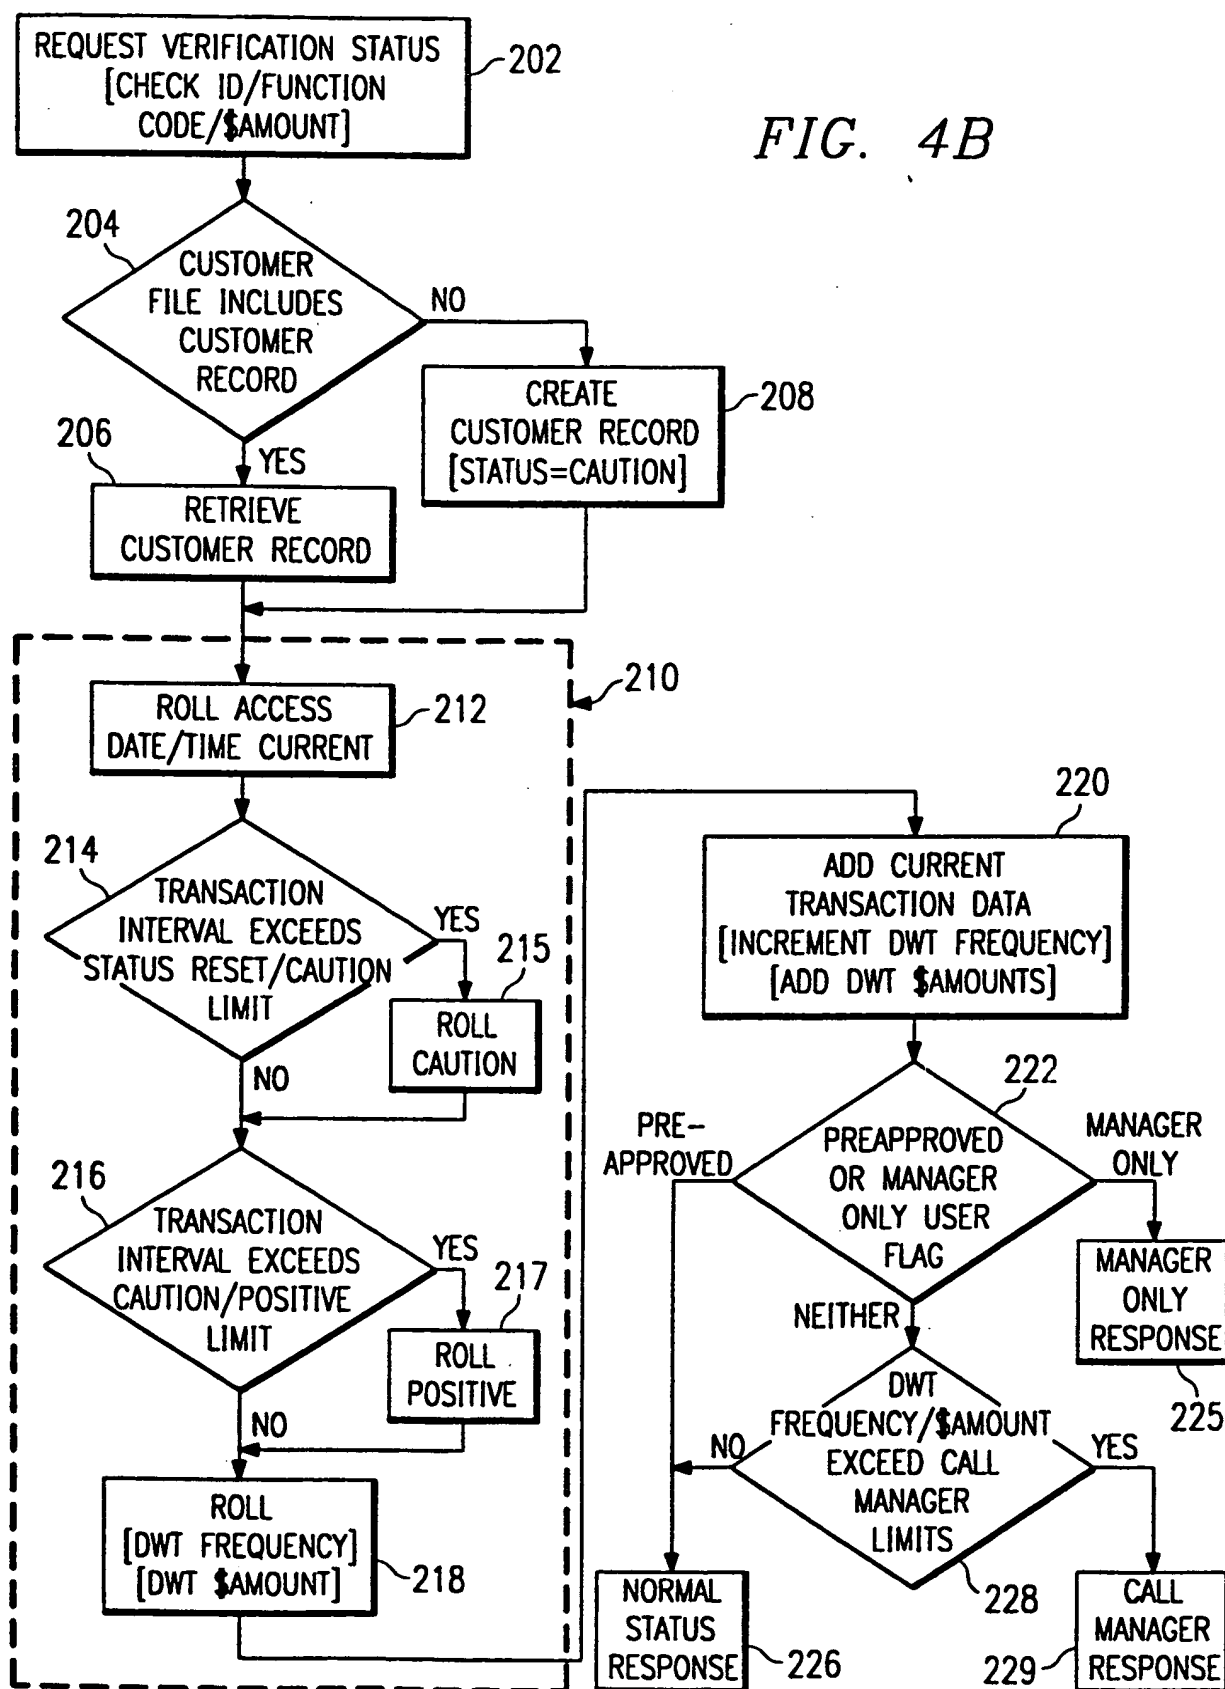 REQUEST VERIFICATION STATUS
[CHECK ID/FUNCTION
CODE/$AMOUNT]
202
FIG. 4B
204
CUSTOMER
FILE INCLUDES
CUSTOMER
RECORD
NO
YES
206
RETRIEVE
CUSTOMER RECORD
CREATE
CUSTOMER RECORD
[STATUS=CAUTION]
208
210
ROLL ACCESS
DATE/TIME CURRENT
212
214
TRANSACTION
INTERVAL EXCEEDS
STATUS RESET/CAUTION
LIMIT
YES
215
ROLL
CAUTION
NO
216
TRANSACTION
INTERVAL EXCEEDS
CAUTION/POSITIVE
LIMIT
YES
217
ROLL
POSITIVE
NO
ROLL
[DWT FREQUENCY]
[DWT $AMOUNT]
218
220
ADD CURRENT
TRANSACTION DATA
[INCREMENT DWT FREQUENCY]
[ADD DWT $AMOUNTS]
222
PRE-
APPROVED
PREAPPROVED
OR MANAGER
ONLY USER
FLAG
MANAGER
ONLY
MANAGER
ONLY
RESPONSE
225
NEITHER
DWT
FREQUENCY/$AMOUNT
EXCEED CALL
MANAGER
LIMITS
NO
YES
228
NORMAL
STATUS
RESPONSE
226
CALL
MANAGER
RESPONSE
229